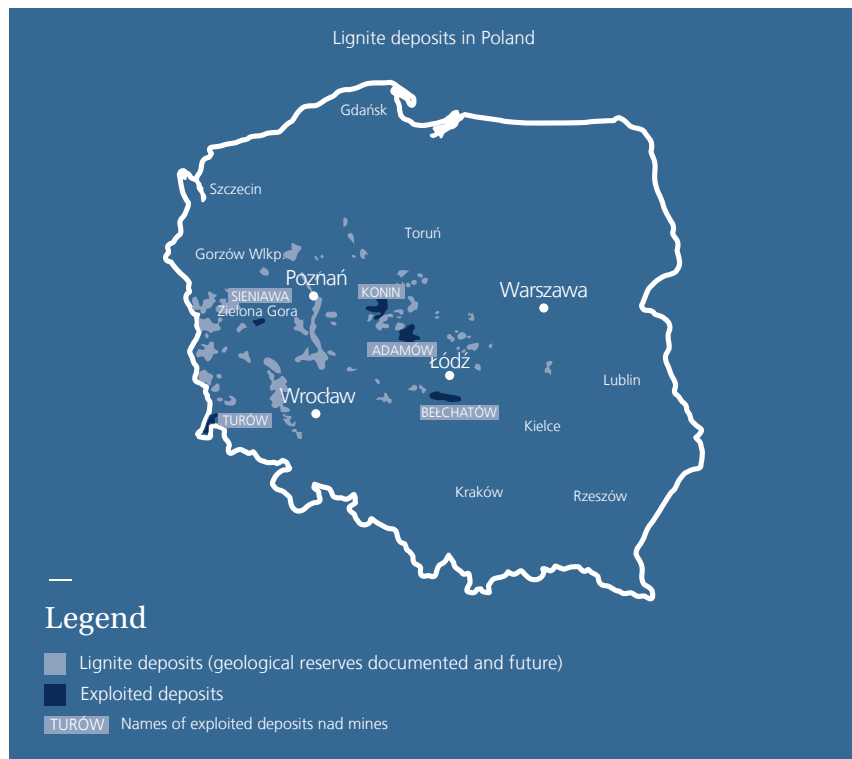 Lignite deposits in Poland
Gdańsk
Szczecin
Toruń
Gorzów Wlkp.
Poznań
SIENIAWA
KONIN
Warszawa
Zielona Gora
ADAMÓW
Łódź
Lublin
Wrocław
BEŁCHATÓW
TURÓW
Kielce
Kraków
Rzeszów
Legend
Lignite deposits (geological reserves documented and future)
Exploited deposits
TURÓW Names of exploited deposits nad mines